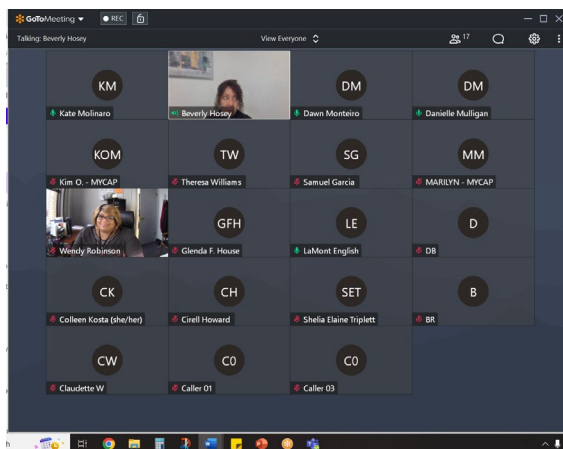 GoToMeeting
REC
Talking: Beverly Hosey
View Everyone
17
KM
Kate Molinaro
Beverly Hosey
DM
Dawn Monteiro
DM
Danielle Mulligan
KOM
Kim O. - MYCAP
TW
Theresa Williams
SG
Samuel Garcia
MM
MARILYN - MYCAP
Wendy Robinson
GFH
Glenda F. House
LE
LaMont English
D
DB
CK
Colleen Kosta (she/her)
CH
Cirell Howard
SET
Shelia Elaine Triplett
B
BR
CW
Claudette W
C0
Caller 01
C0
Caller 03